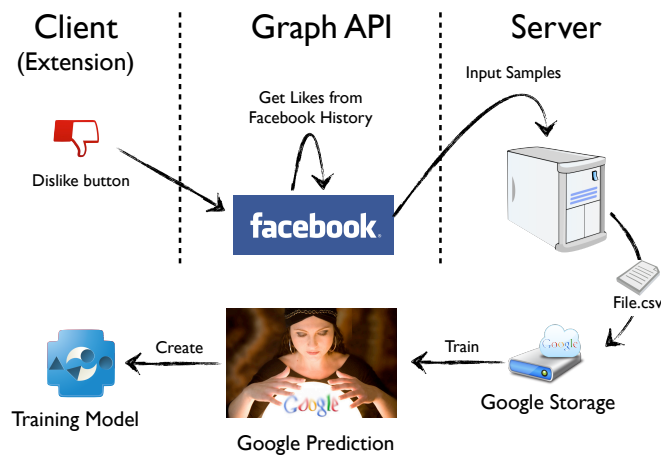 Client
(Extension)
Graph API
Server
Input Samples
Get Likes from
Facebook History
Dislike button
facebook.
File.csv
Create
Train
Google
Google
Training Model
Google Prediction
Google Storage